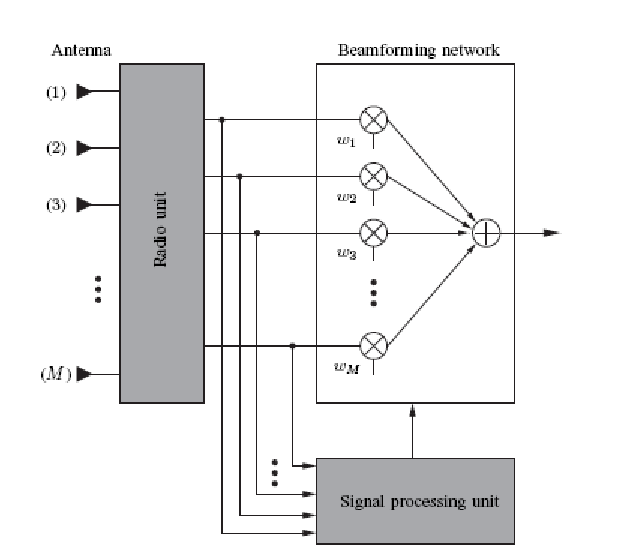 Antenna
Beamforming network
(1)
(2)
(3)
(M)
Radio unit
w1
w2
w3
wM
Signal processing unit